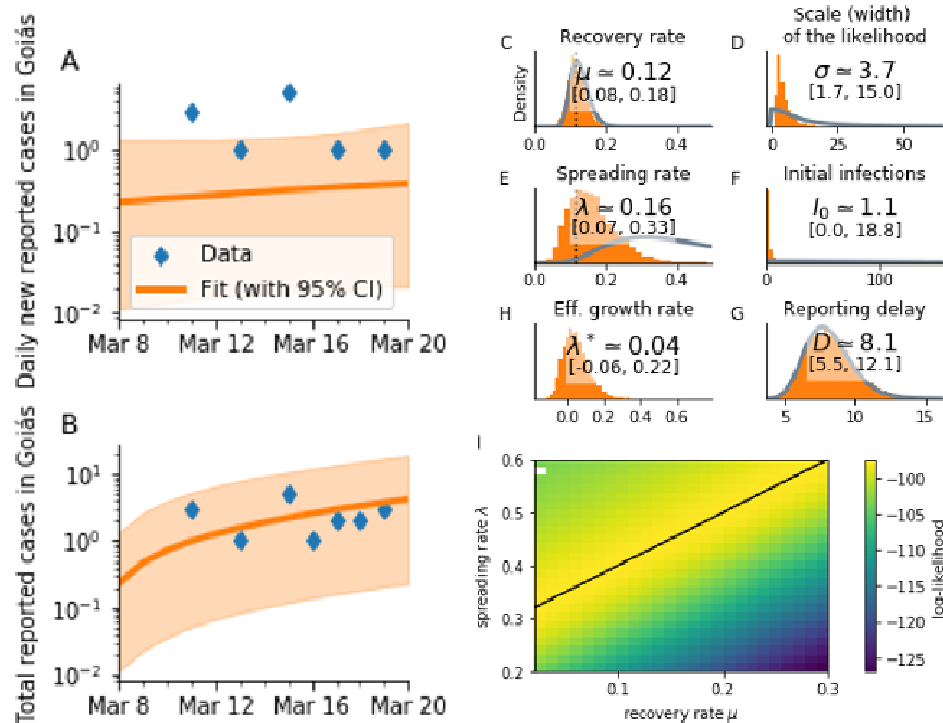 Daily new reported cases in Goiás
A
10⁰
10⁻¹
10⁻²
Data
Fit (with 95% CI)
Mar 8 Mar 12 Mar 16 Mar 20
Total reported cases in Goiás
B
10¹
10⁰
10⁻¹
10⁻²
Mar 8 Mar 12 Mar 16 Mar 20
C
Recovery rate
Density
μ ≃ 0.12
[0.08, 0.18]
0.0 0.2 0.4
D
Scale (width)
of the likelihood
σ ≃ 3.7
[1.7, 15.0]
0 25 50
E
Spreading rate
λ ≃ 0.16
[0.07, 0.33]
0.0 0.2 0.4
F
Initial infections
I₀ ≃ 1.1
[0.0, 18.8]
0 100
H
Eff. growth rate
λ* ≃ 0.04
[-0.06, 0.22]
0.0 0.2 0.4 0.6
G
Reporting delay
D ≃ 8.1
[5.5, 12.1]
5 10 15
I
spreading rate λ
0.6
0.5
0.4
0.3
0.2
0.1 0.2 0.3
recovery rate μ
−100
−105
−110
−115
−120
−125
log-likelihood